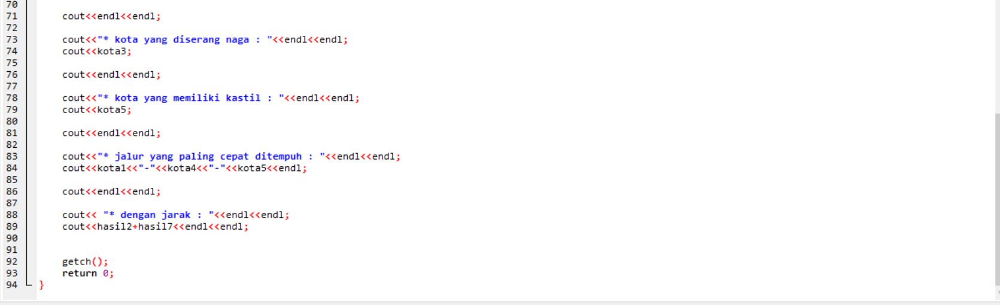 70
71 cout<<endl<<endl;
72
73 cout<<"* kota yang diserang naga : "<<endl<<endl;
74 cout<<kota3;
75
76 cout<<endl<<endl;
77
78 cout<<"* kota yang memiliki kastil : "<<endl<<endl;
79 cout<<kota5;
80
81 cout<<endl<<endl;
82
83 cout<<"* jalur yang paling cepat ditempuh : "<<endl<<endl;
84 cout<<kota1<<"-"<<kota4<<"-"<<kota5<<endl;
85
86 cout<<endl<<endl;
87
88 cout<< "* dengan jarak : "<<endl<<endl;
89 cout<<hasil2+hasil7<<endl<<endl;
90
91
92 getch();
93 return 0;
94 }